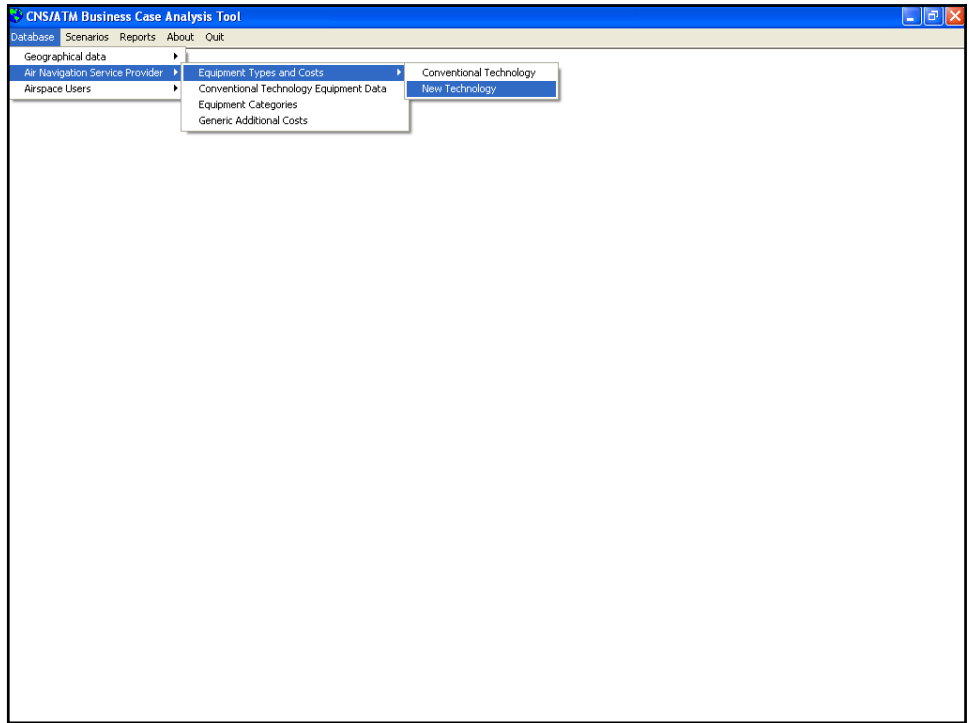 CNS/ATM Business Case Analysis Tool
Database Scenarios Reports About Quit
Geographical data
Air Navigation Service Provider
Airspace Users
Equipment Types and Costs
Conventional Technology Equipment Data
Equipment Categories
Generic Additional Costs
Conventional Technology
New Technology